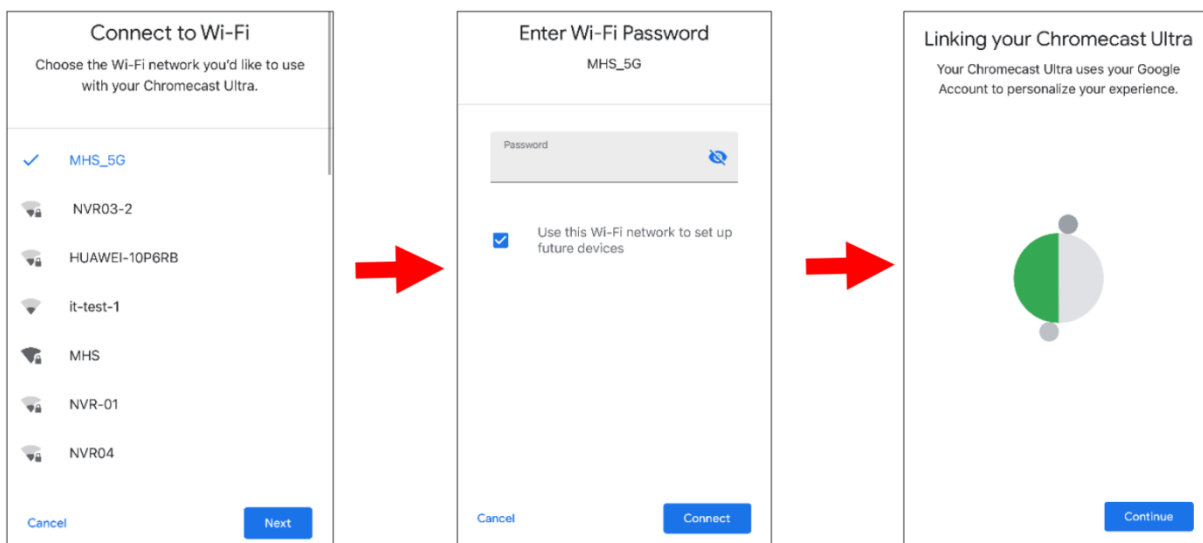 Connect to Wi-Fi
Choose the Wi-Fi network you'd like to use
with your Chromecast Ultra.
MHS_5G
NVR03-2
HUAWEI-10P6RB
it-test-1
MHS
NVR-01
NVR04
Cancel
Next
Enter Wi-Fi Password
MHS_5G
Password
Use this Wi-Fi network to set up
future devices
Cancel
Connect
Linking your Chromecast Ultra
Your Chromecast Ultra uses your Google
Account to personalize your experience.
Continue